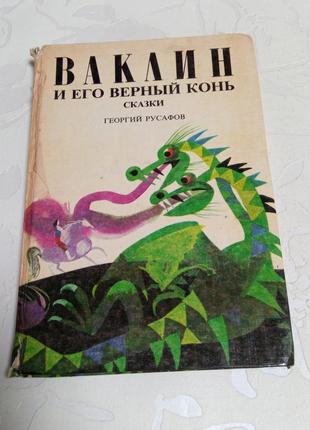 ВАКЛИН
И ЕГО ВЕРНЫЙ КОНЬ
СКАЗКИ
ГЕОРГИЙ РУСАФОВ